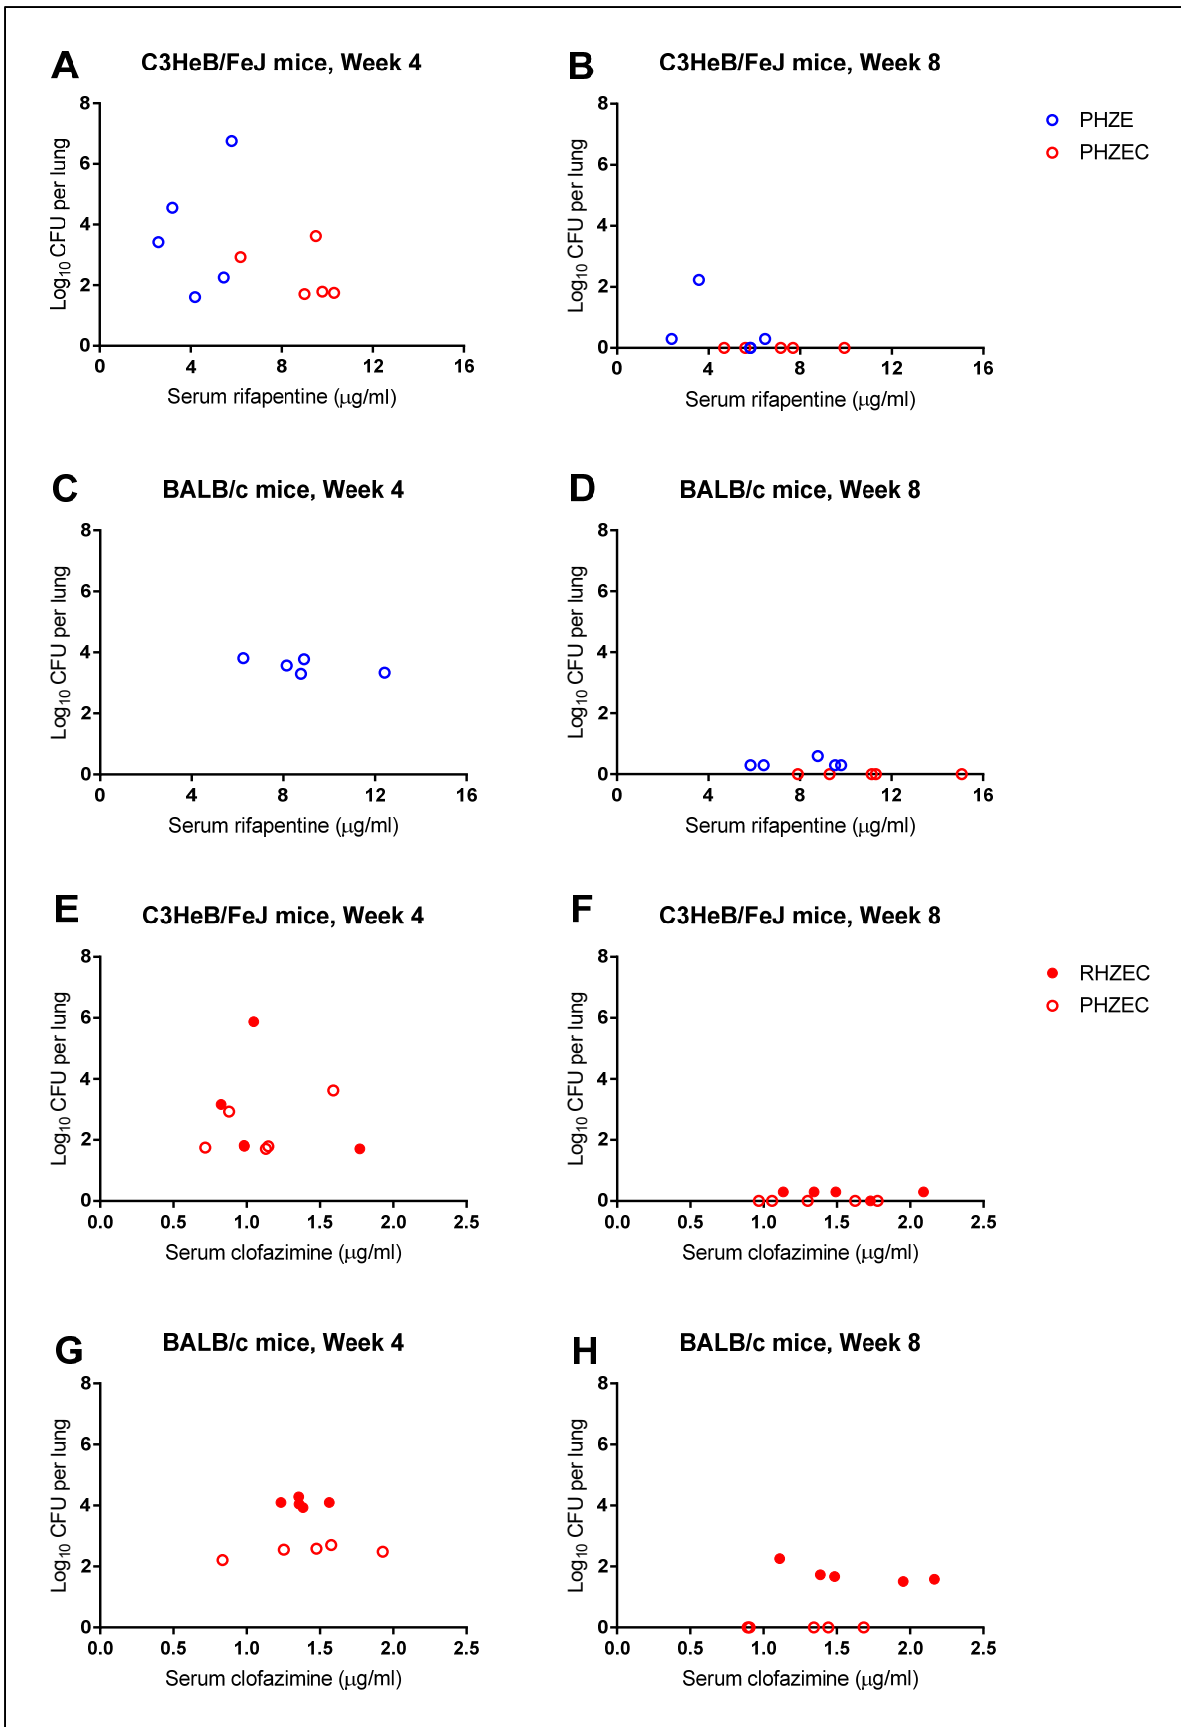 A C3HeB/FeJ mice, Week 4
8
6
4
2
0
Log10 CFU per lung
0 4 8 12 16
Serum rifapentine (μg/ml)
B C3HeB/FeJ mice, Week 8
8
6
4
2
0
Log10 CFU per lung
0 4 8 12 16
Serum rifapentine (μg/ml)
PHZE
PHZEC
C BALB/c mice, Week 4
8
6
4
2
0
Log10 CFU per lung
0 4 8 12 16
Serum rifapentine (μg/ml)
D BALB/c mice, Week 8
8
6
4
2
0
Log10 CFU per lung
0 4 8 12 16
Serum rifapentine (μg/ml)
E C3HeB/FeJ mice, Week 4
8
6
4
2
0
Log10 CFU per lung
0.0 0.5 1.0 1.5 2.0 2.5
Serum clofazimine (μg/ml)
F C3HeB/FeJ mice, Week 8
8
6
4
2
0
Log10 CFU per lung
0.0 0.5 1.0 1.5 2.0 2.5
Serum clofazimine (μg/ml)
RHZEC
PHZEC
G BALB/c mice, Week 4
8
6
4
2
0
Log10 CFU per lung
0.0 0.5 1.0 1.5 2.0 2.5
Serum clofazimine (μg/ml)
H BALB/c mice, Week 8
8
6
4
2
0
Log10 CFU per lung
0.0 0.5 1.0 1.5 2.0 2.5
Serum clofazimine (μg/ml)